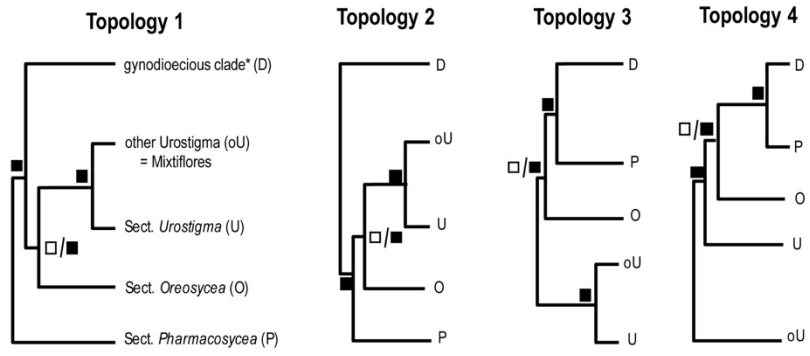 Topology 1
gynodioecious clade* (D)
other Urostigma (oU)
= Mixtiflores
Sect. Urostigma (U)
Sect. Oreosycea (O)
Sect. Pharmacosycea (P)
/
Topology 2
D
oU
U
O
P
/
Topology 3
D
P
O
oU
U
/
Topology 4
D
P
O
U
oU
/